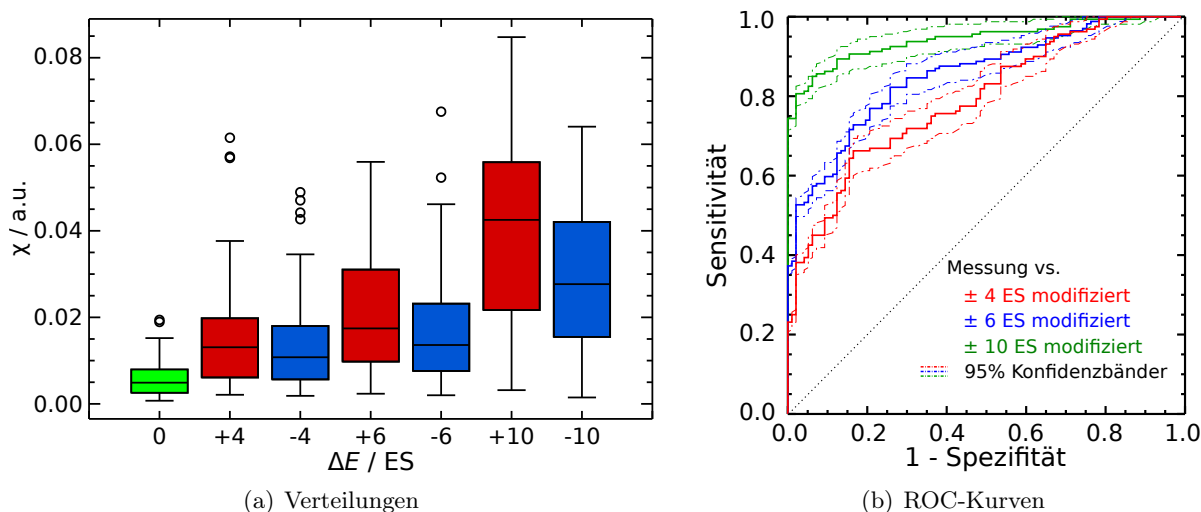 0.08
0.06
0.04
0.02
0.00
χ / a.u.
0 +4 -4 +6 -6 +10 -10
ΔE / ES
(a) Verteilungen
1.0
0.8
0.6
0.4
0.2
0.0
Sensitivität
Messung vs.
± 4 ES modifiziert
± 6 ES modifiziert
± 10 ES modifiziert
95% Konfidenzbänder
0.0 0.2 0.4 0.6 0.8 1.0
1 - Spezifität
(b) ROC-Kurven